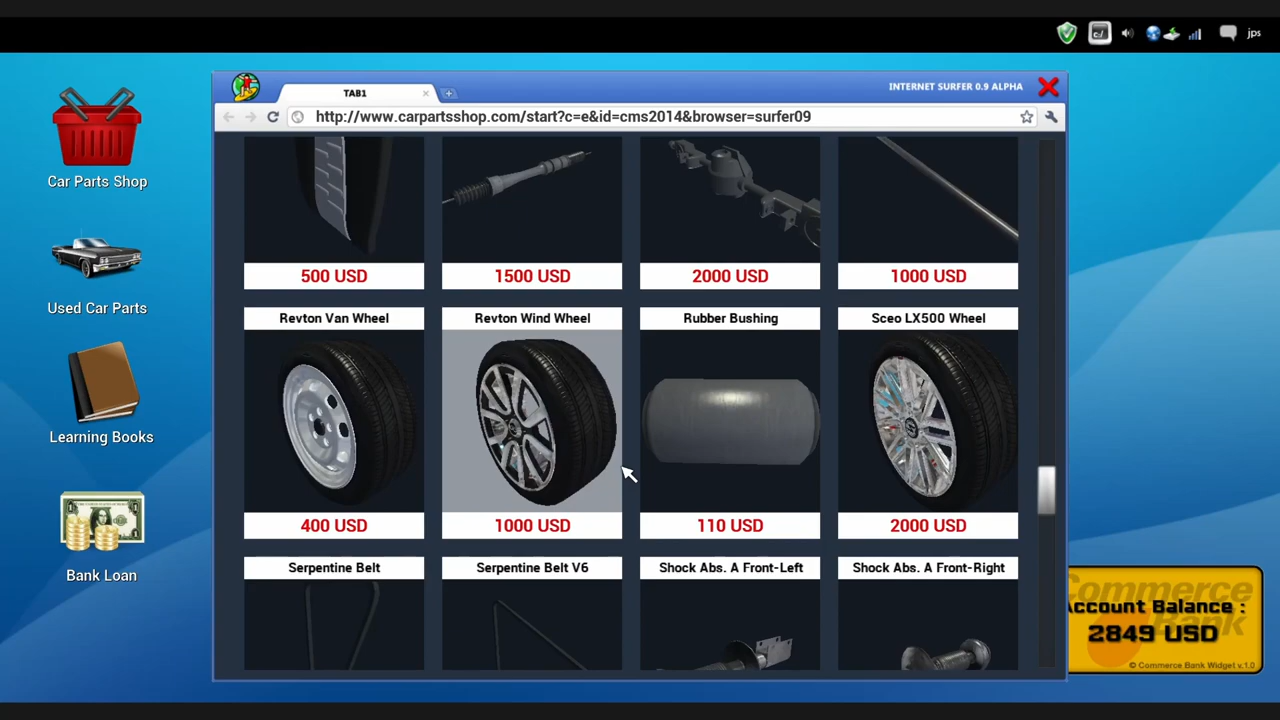 jps
TAB1
INTERNET SURFER 0.9 ALPHA
http://www.carpartsshop.com/start?c=e&id=cms2014&browser=surfer09
Car Parts Shop
Used Car Parts
Learning Books
Bank Loan
500 USD
1500 USD
2000 USD
1000 USD
Revton Van Wheel
Revton Wind Wheel
Rubber Bushing
Sceo LX500 Wheel
400 USD
1000 USD
110 USD
2000 USD
Serpentine Belt
Serpentine Belt V6
Shock Abs. A Front-Left
Shock Abs. A Front-Right
Commerce
Bank
Account Balance :
2849 USD
© Commerce Bank Widget v.1.0